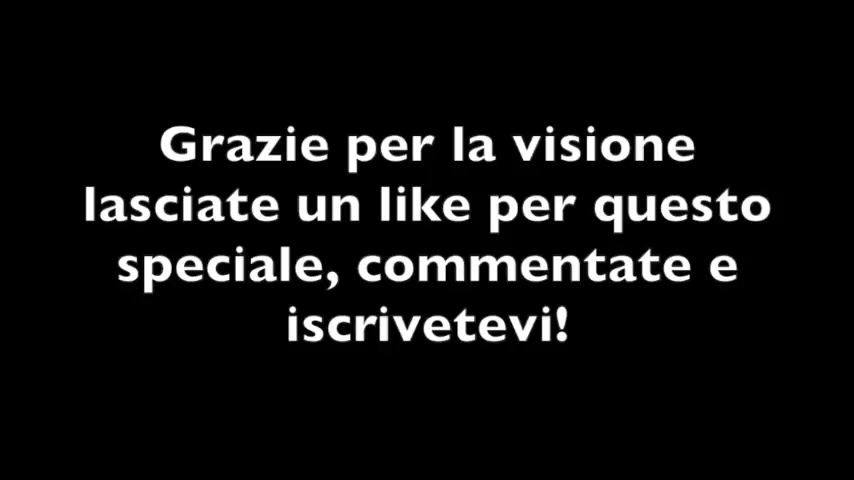 Grazie per la visione
lasciate un like per questo
speciale, commentate e
iscrivetevi!